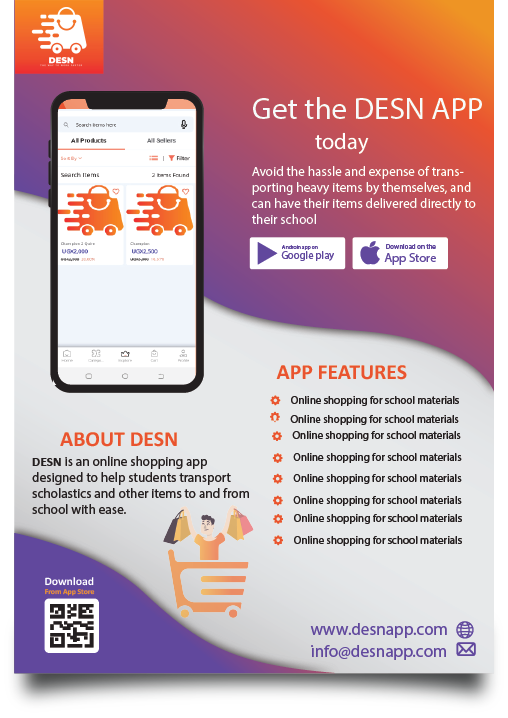 DESN
Get the DESN APP
today
Avoid the hassle and expense of trans-
porting heavy items by themselves, and
can have their items delivered directly to
their school
Android app on
Google play
Download on the
App Store
Search items here
All Products
All Sellers
Sort By
Filter
Search Items
2 Items Found
Champion 2 Quire
UGX2,000
Champion
UGX2,500
Home
Cart
Profile
APP FEATURES
Online shopping for school materials
Online shopping for school materials
Online shopping for school materials
Online shopping for school materials
Online shopping for school materials
Online shopping for school materials
Online shopping for school materials
Online shopping for school materials
ABOUT DESN
DESN is an online shopping app
designed to help students transport
scholastics and other items to and from
school with ease.
Download
From App Store
www.desnapp.com
info@desnapp.com